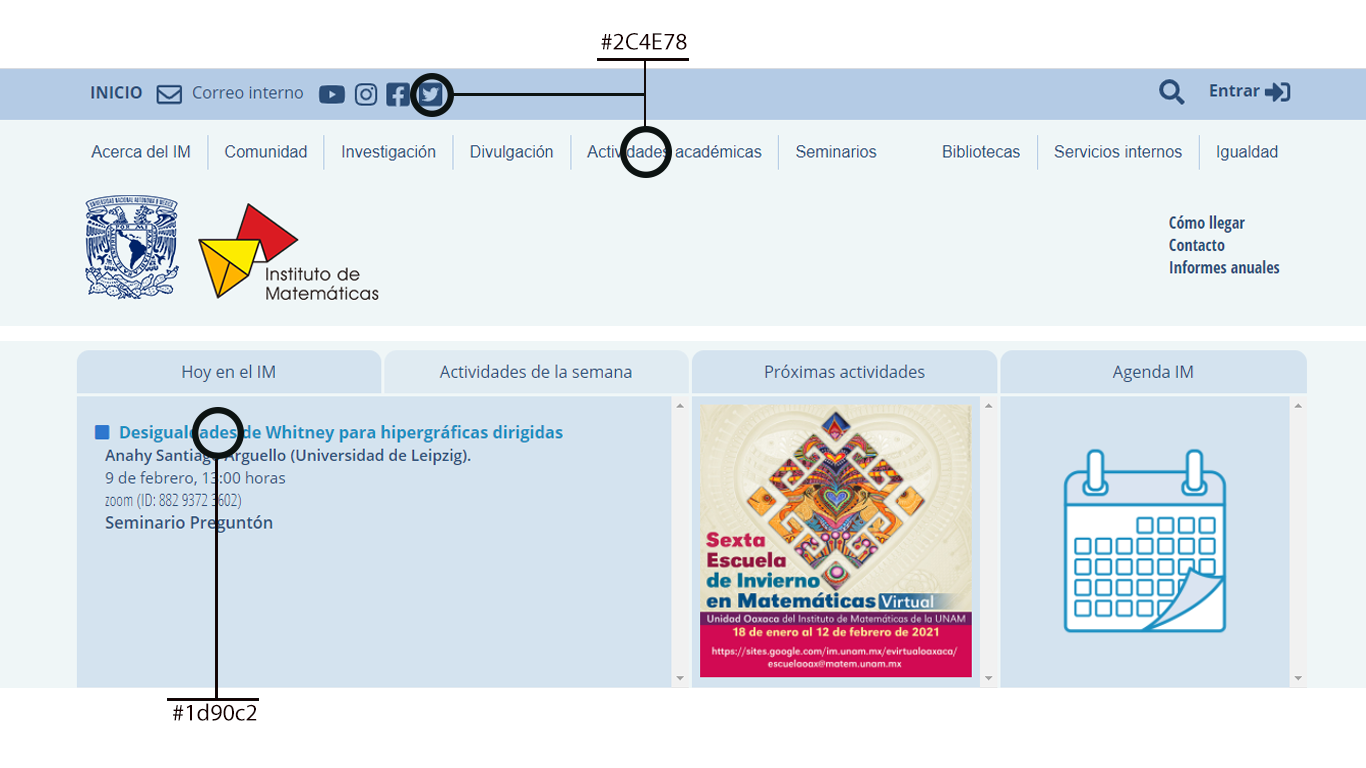 #2C4E78
INICIO Correo interno Entrar
Acerca del IM Comunidad Investigación Divulgación Actividades académicas Seminarios Bibliotecas Servicios internos Igualdad
Instituto de
Matemáticas
Cómo llegar
Contacto
Informes anuales
Hoy en el IM Actividades de la semana Próximas actividades Agenda IM
Desigualdades de Whitney para hipergráficas dirigidas
Anahy Santiago Arguello (Universidad de Leipzig).
9 de febrero, 13:00 horas
zoom (ID: 882 9372 3602)
Seminario Preguntón
Sexta
Escuela
de Invierno
en Matemáticas Virtual
Unidad Oaxaca del Instituto de Matemáticas de la UNAM
18 de enero al 12 de febrero de 2021
https://sites.google.com/im.unam.mx/evirtualoaxaca/
escuelaoax@matem.unam.mx
#1d90c2